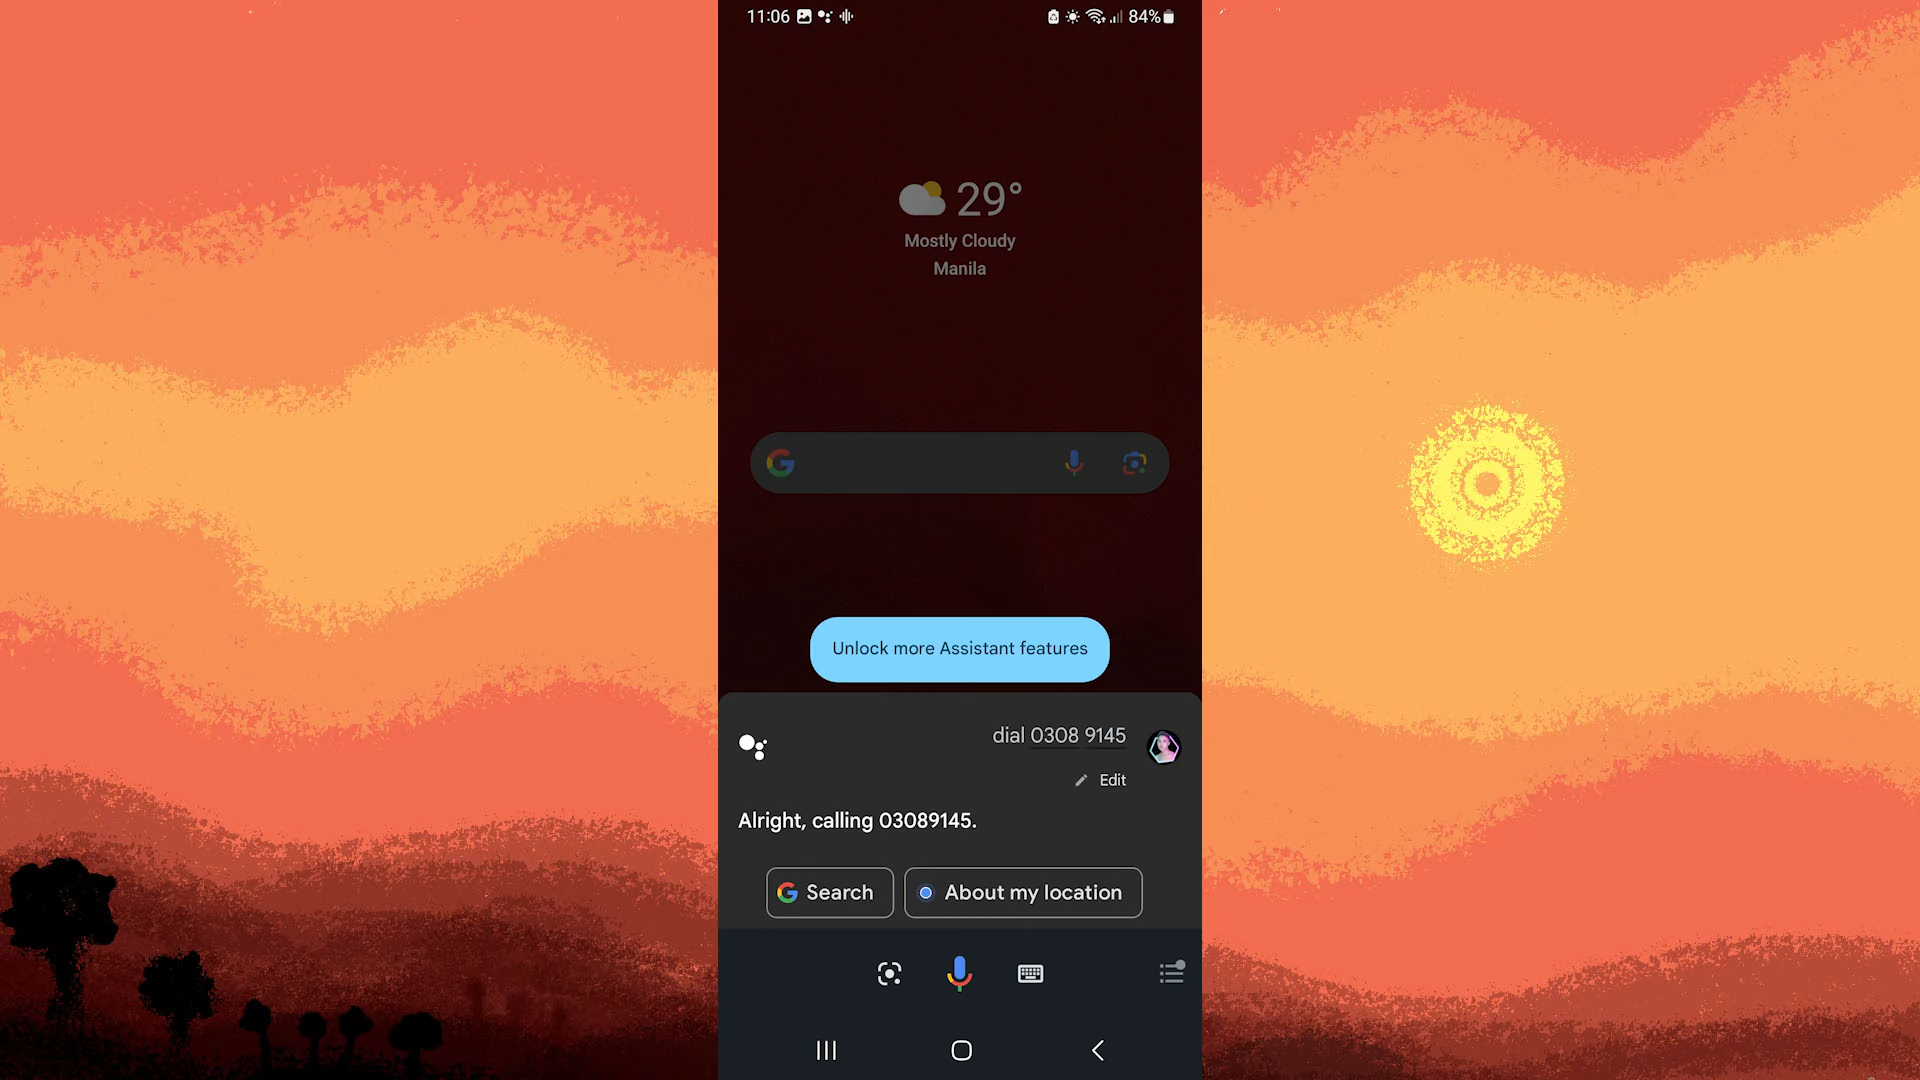 11:06
84%
29°
Mostly Cloudy
Manila
Unlock more Assistant features
dial 0308 9145
Edit
Alright, calling 03089145.
Search
About my location